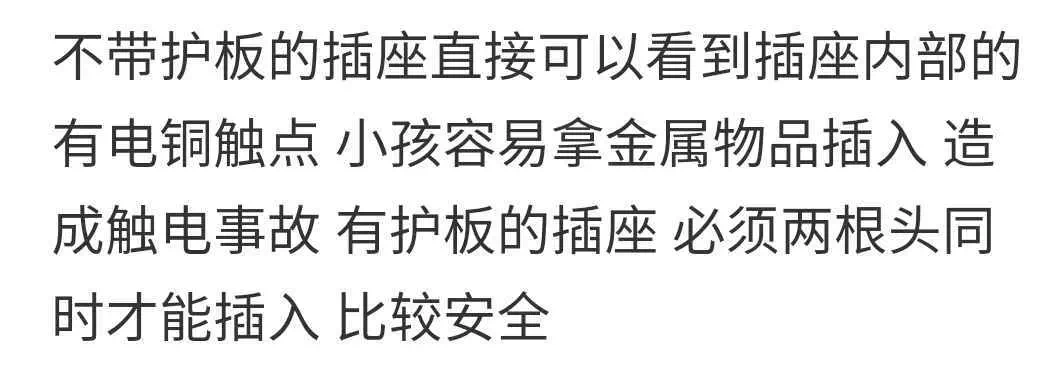 不带护板的插座直接可以看到插座内部的
有电铜触点 小孩容易拿金属物品插入 造
成触电事故 有护板的插座 必须两根头同
时才能插入 比较安全